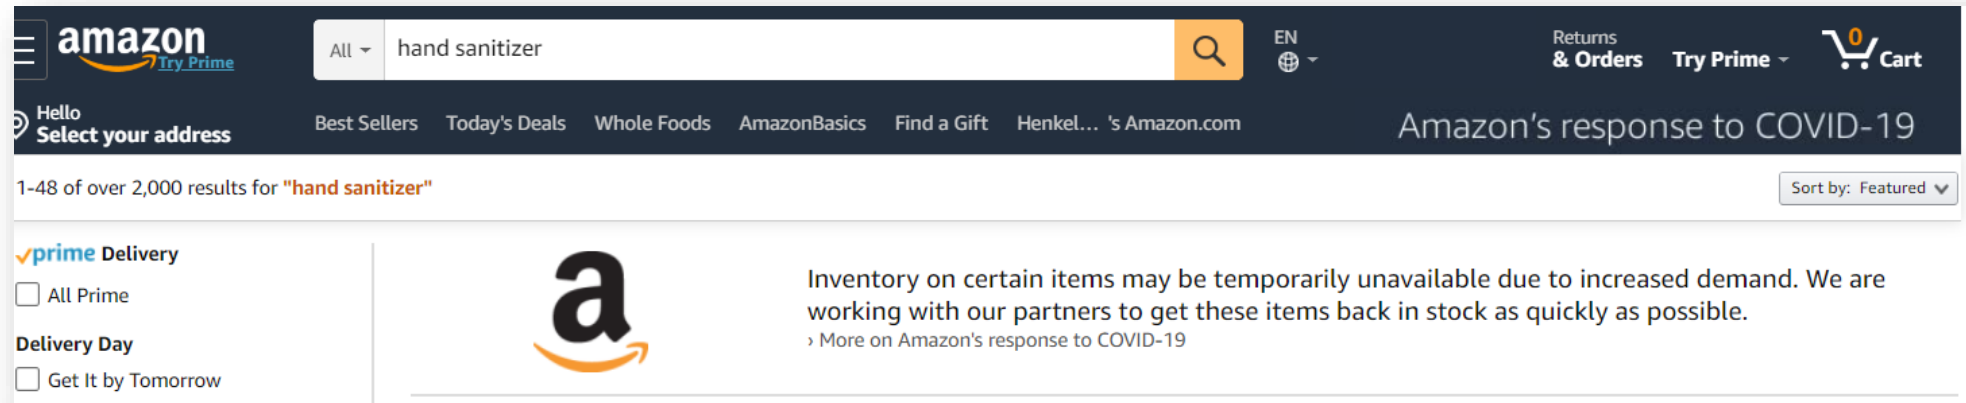 amazon
Try Prime
All
hand sanitizer
EN
Returns
& Orders
Try Prime
0
Cart
Hello
Select your address
Best Sellers
Today's Deals
Whole Foods
AmazonBasics
Find a Gift
Henkel... 's Amazon.com
Amazon's response to COVID-19
1-48 of over 2,000 results for "hand sanitizer"
Sort by: Featured
prime Delivery
All Prime
Delivery Day
Get It by Tomorrow
a
Inventory on certain items may be temporarily unavailable due to increased demand. We are
working with our partners to get these items back in stock as quickly as possible.
› More on Amazon's response to COVID-19